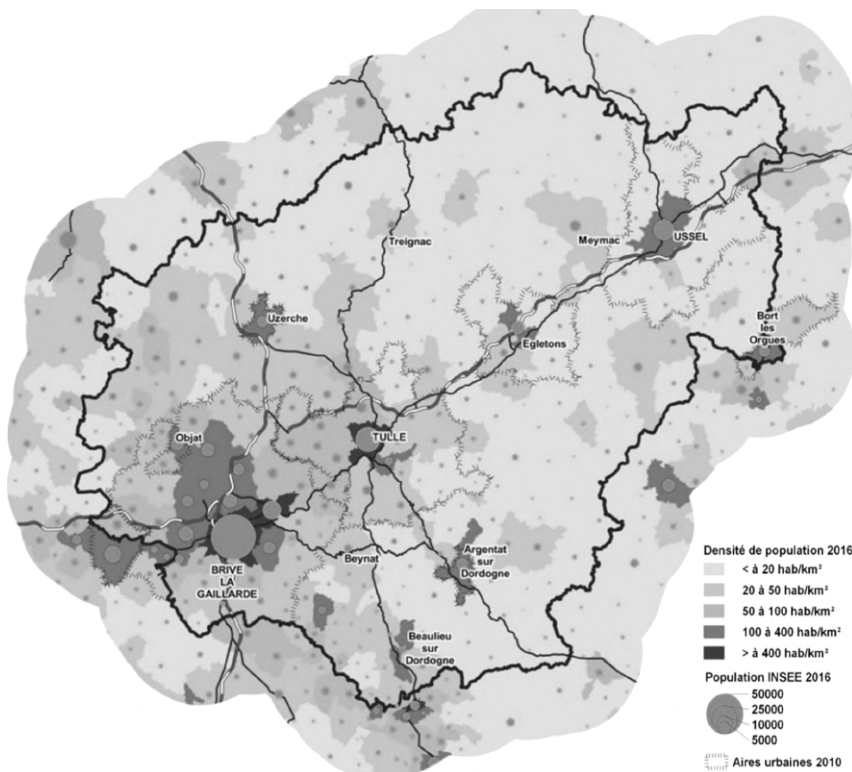 Treignac
Meymac
USSEL
Uzerche
Egletons
Bort
les
Orgues
Objat
TULLE
BRIVE
LA
GAILLARDE
Beynat
Argentat
sur
Dordogne
Beaulieu
sur
Dordogne
Densité de population 2016
< à 20 hab/km²
20 à 50 hab/km²
50 à 100 hab/km²
100 à 400 hab/km²
> à 400 hab/km²
Population INSEE 2016
50000
25000
10000
5000
Aires urbaines 2010